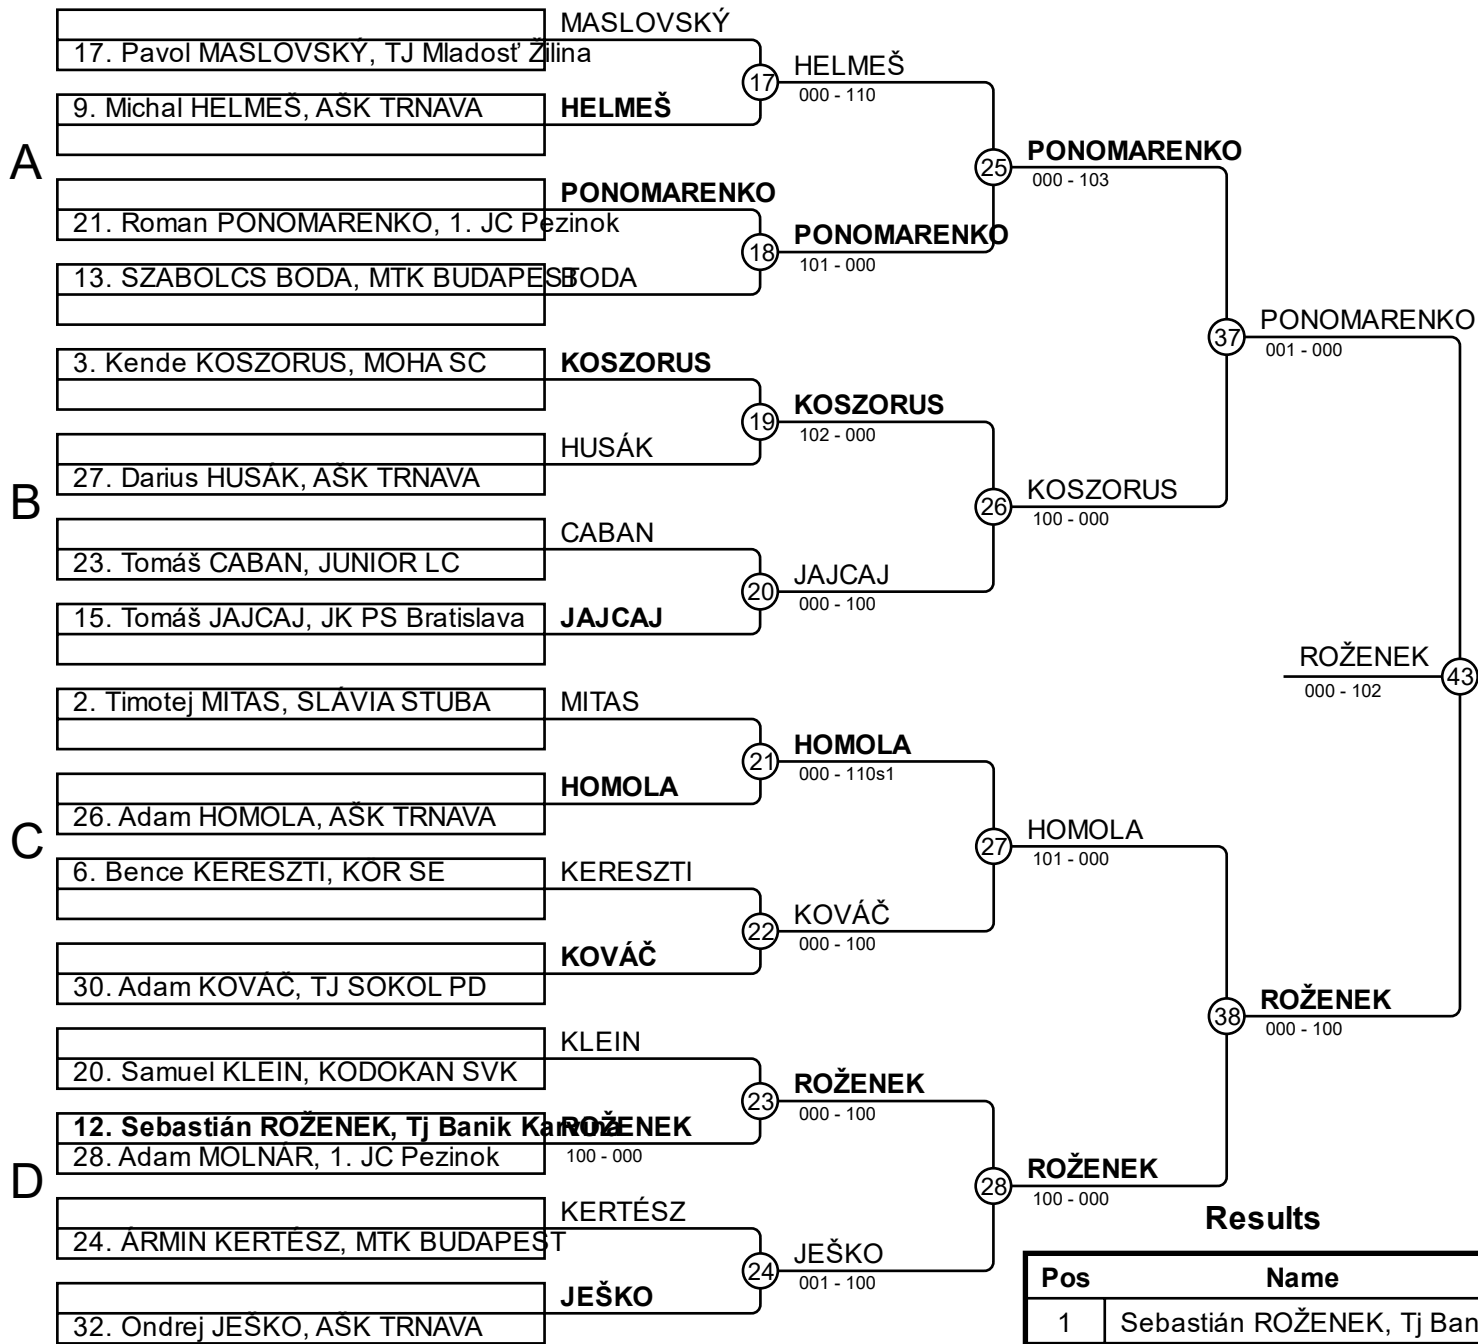 A
17. Pavol MASLOVSKÝ, TJ Mladosť Žilina
9. Michal HELMEŠ, AŠK TRNAVA
21. Roman PONOMARENKO, 1. JC Pezinok
13. SZABOLCS BODA, MTK BUDAPEST
B
3. Kende KOSZORUS, MOHA SC
27. Darius HUSÁK, AŠK TRNAVA
23. Tomáš CABAN, JUNIOR LC
15. Tomáš JAJCAJ, JK PS Bratislava
C
2. Timotej MITAS, SLÁVIA STUBA
26. Adam HOMOLA, AŠK TRNAVA
6. Bence KERESZTI, KÖR SE
30. Adam KOVÁČ, TJ SOKOL PD
D
20. Samuel KLEIN, KODOKAN SVK
12. Sebastián ROŽENEK, Tj Banik Karviná
28. Adam MOLNÁR, 1. JC Pezinok
24. ÁRMIN KERTÉSZ, MTK BUDAPEST
32. Ondrej JEŠKO, AŠK TRNAVA
MASLOVSKÝ
HELMEŠ
PONOMARENKO
BODA
KOSZORUS
HUSÁK
CABAN
JAJCAJ
MITAS
HOMOLA
KERESZTI
KOVÁČ
KLEIN
ROŽENEK
100 - 000
KERTÉSZ
JEŠKO
17
HELMEŠ
000 - 110
18
PONOMARENKO
101 - 000
19
KOSZORUS
102 - 000
20
JAJCAJ
000 - 100
21
HOMOLA
000 - 110s1
22
KOVÁČ
000 - 100
23
ROŽENEK
000 - 100
24
JEŠKO
001 - 100
25
PONOMARENKO
000 - 103
26
KOSZORUS
100 - 000
27
HOMOLA
101 - 000
28
ROŽENEK
100 - 000
37
PONOMARENKO
001 - 000
38
ROŽENEK
000 - 100
ROŽENEK
43
000 - 102
Results
Pos Name
1 Sebastián ROŽENEK, Tj Ban